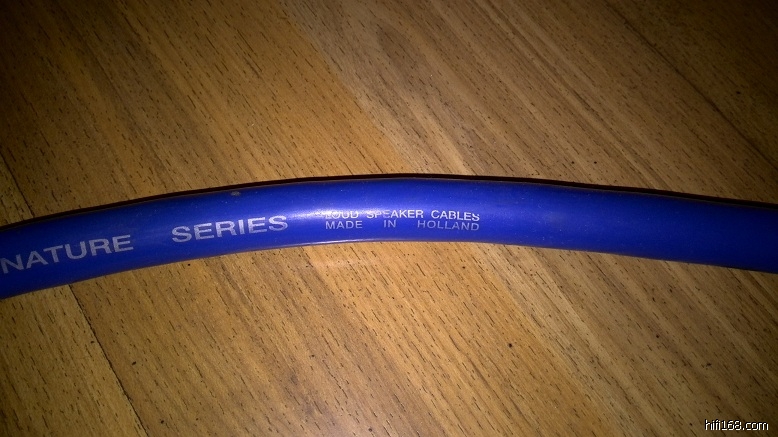 NATURE SERIES
LOUD SPEAKER CABLES
MADE IN HOLLAND
hifi168.com